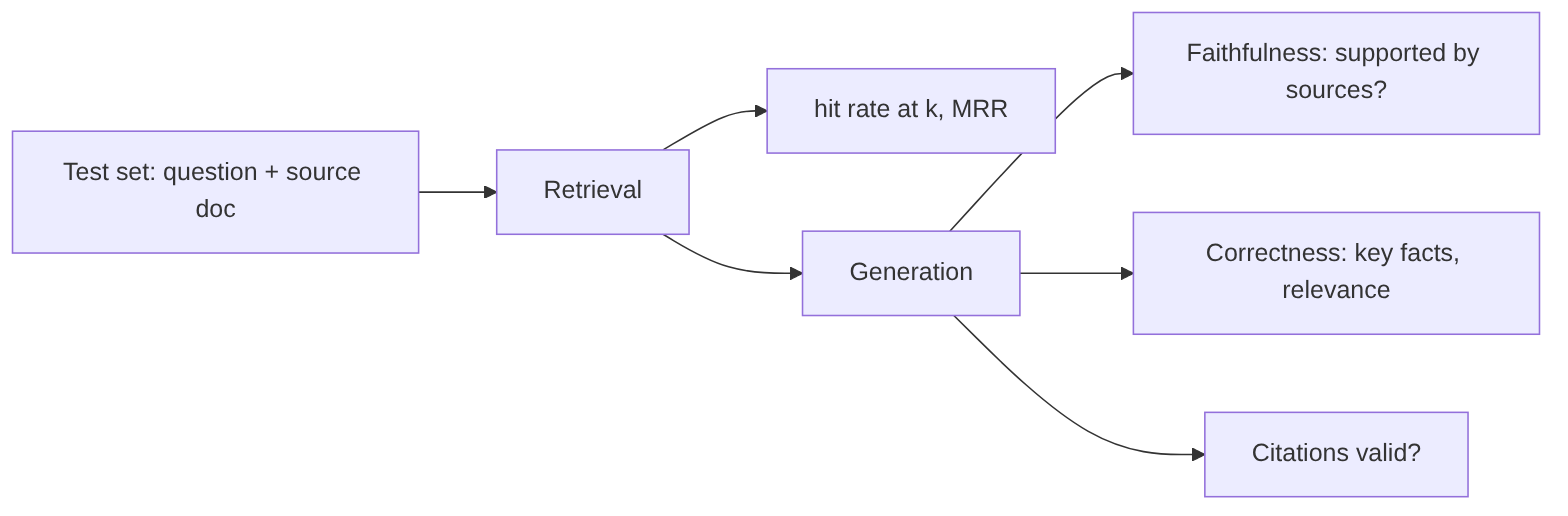 Test set: question + source
doc
Retrieval
hit rate at k, MRR
Generation
Faithfulness: supported by
sources?
Correctness: key facts,
relevance
Citations valid?